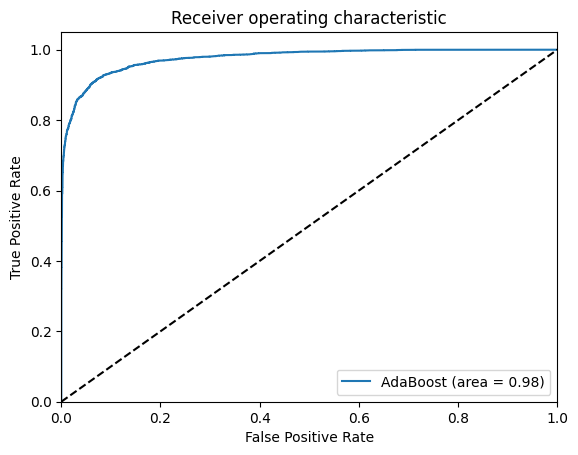 Receiver operating characteristic
True Positive Rate
1.0
0.8
0.6
0.4
0.2
0.0
AdaBoost (area = 0.98)
0.0 0.2 0.4 0.6 0.8 1.0
False Positive Rate